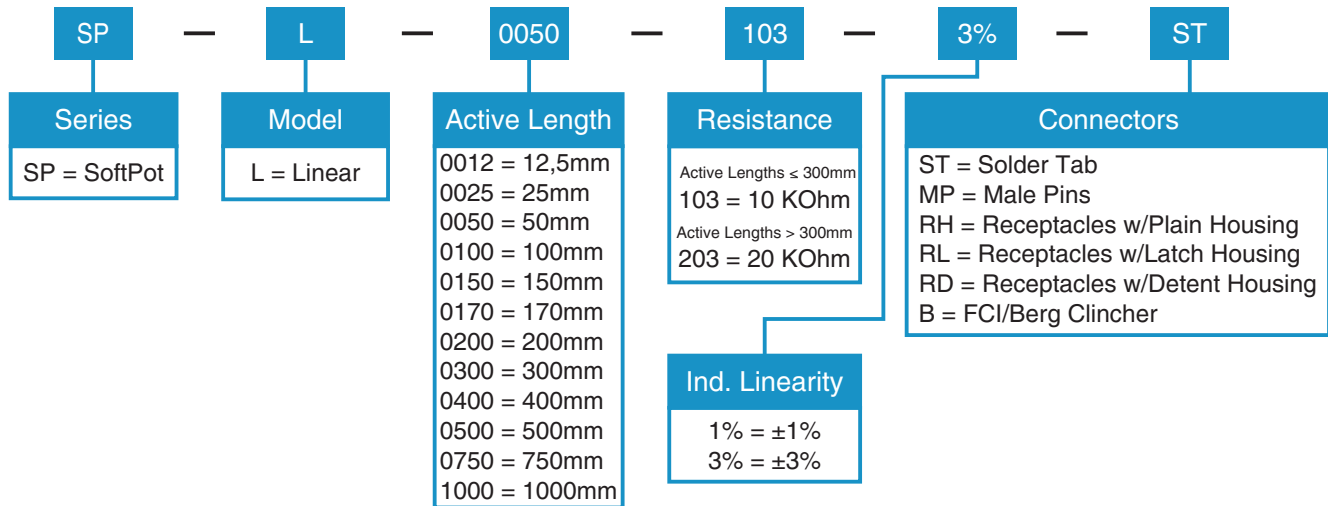 SP — L — 0050 — 103 — 3% — ST
Series
SP = SoftPot
Model
L = Linear
Active Length
0012 = 12,5mm
0025 = 25mm
0050 = 50mm
0100 = 100mm
0150 = 150mm
0170 = 170mm
0200 = 200mm
0300 = 300mm
0400 = 400mm
0500 = 500mm
0750 = 750mm
1000 = 1000mm
Resistance
Active Lengths ≤ 300mm
103 = 10 KOhm
Active Lengths > 300mm
203 = 20 KOhm
Ind. Linearity
1% = ±1%
3% = ±3%
Connectors
ST = Solder Tab
MP = Male Pins
RH = Receptacles w/Plain Housing
RL = Receptacles w/Latch Housing
RD = Receptacles w/Detent Housing
B = FCI/Berg Clincher